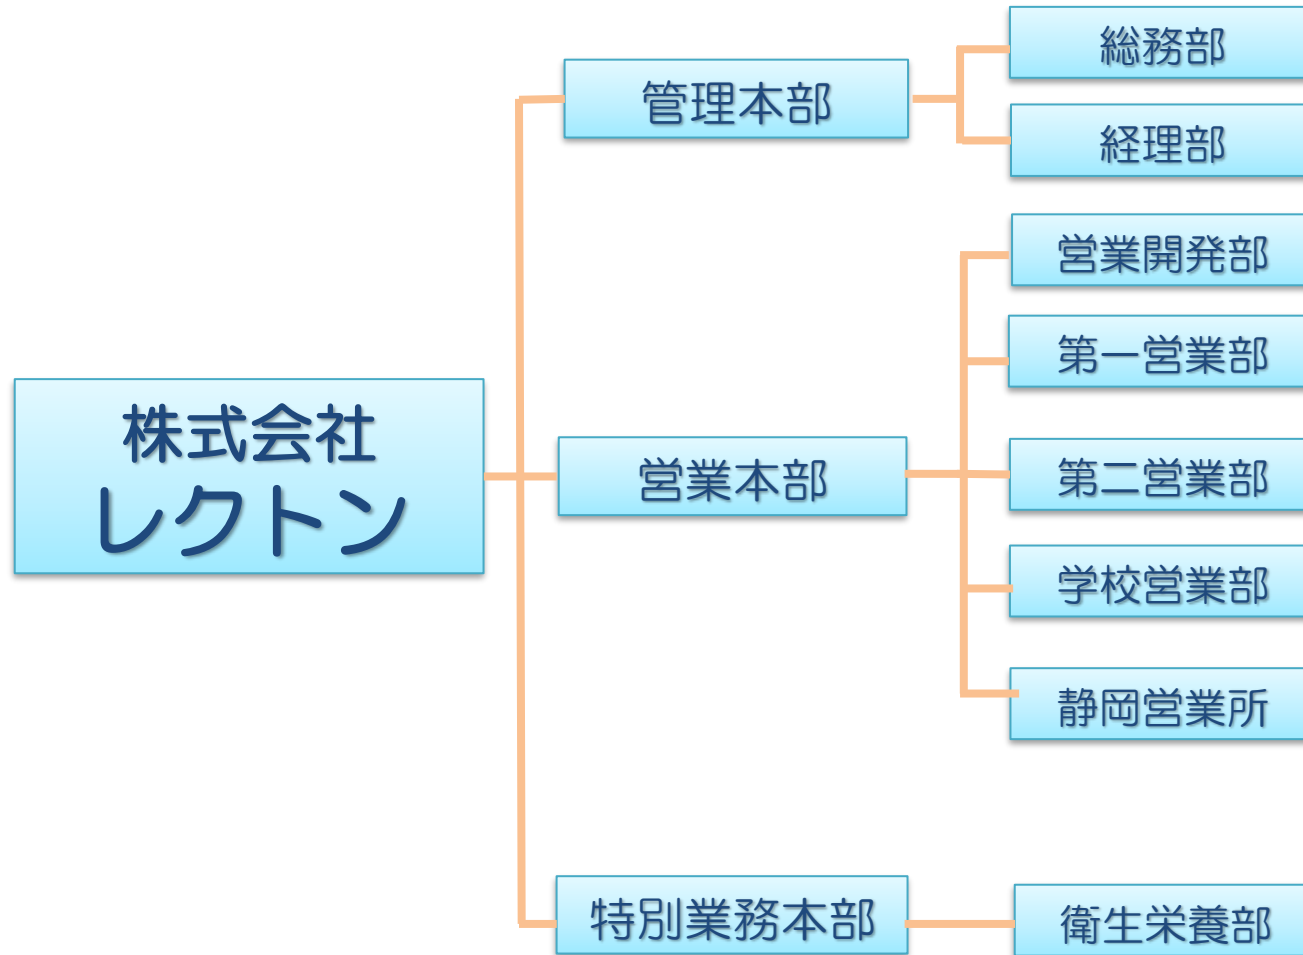 株式会社
レクトン
管理本部
総務部
経理部
営業本部
営業開発部
第一営業部
第二営業部
学校営業部
静岡営業所
特別業務本部
衛生栄養部